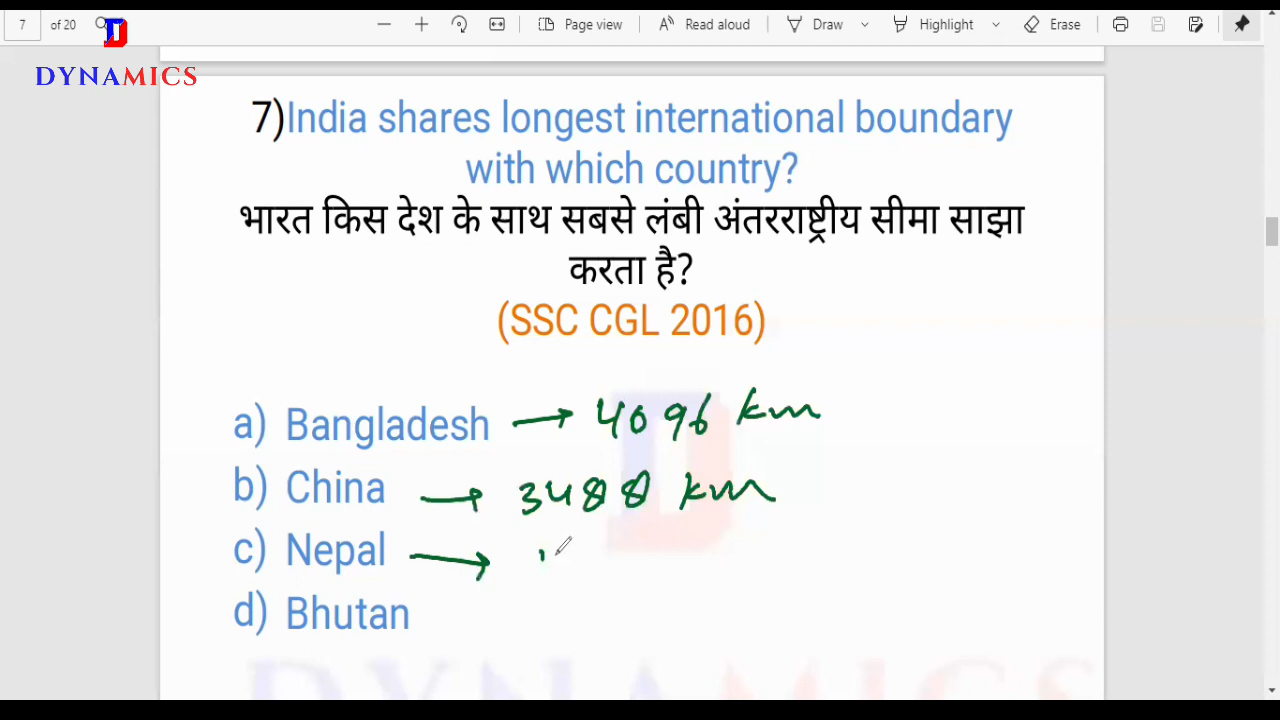 7 of 20 Page view Read aloud Draw Highlight Erase
DYNAMICS
7)India shares longest international boundary
with which country?
भारत किस देश के साथ सबसे लंबी अंतरराष्ट्रीय सीमा साझा
करता है?
(SSC CGL 2016)
a) Bangladesh → 4096 km
b) China → 3488 km
c) Nepal →
d) Bhutan
DYNAMICS